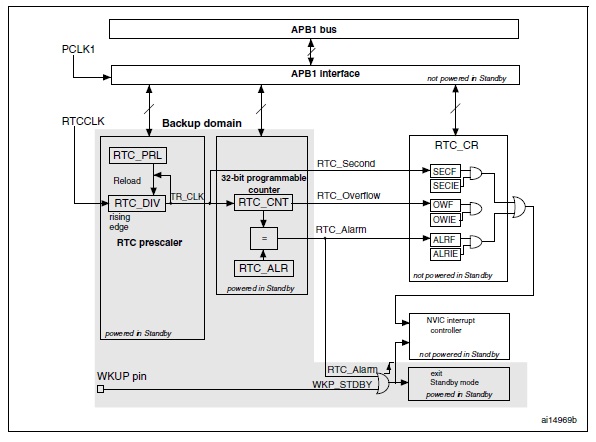 APB1 bus
PCLK1
APB1 interface
not powered in Standby
RTCCLK
Backup domain
RTC_CR
RTC_PRL
32-bit programmable
counter
RTC_Second
SECF
SECIE
Reload
TR_CLK
RTC_DIV
RTC_CNT
RTC_Overflow
OWF
OWIE
rising
edge
RTC prescaler
=
RTC_Alarm
ALRF
ALRIE
RTC_ALR
not powered in Standby
powered in Standby
powered in Standby
NVIC interrupt
controller
not powered in Standby
WKUP pin
RTC_Alarm
WKP_STDBY
exit
Standby mode
powered in Standby
ai14969b